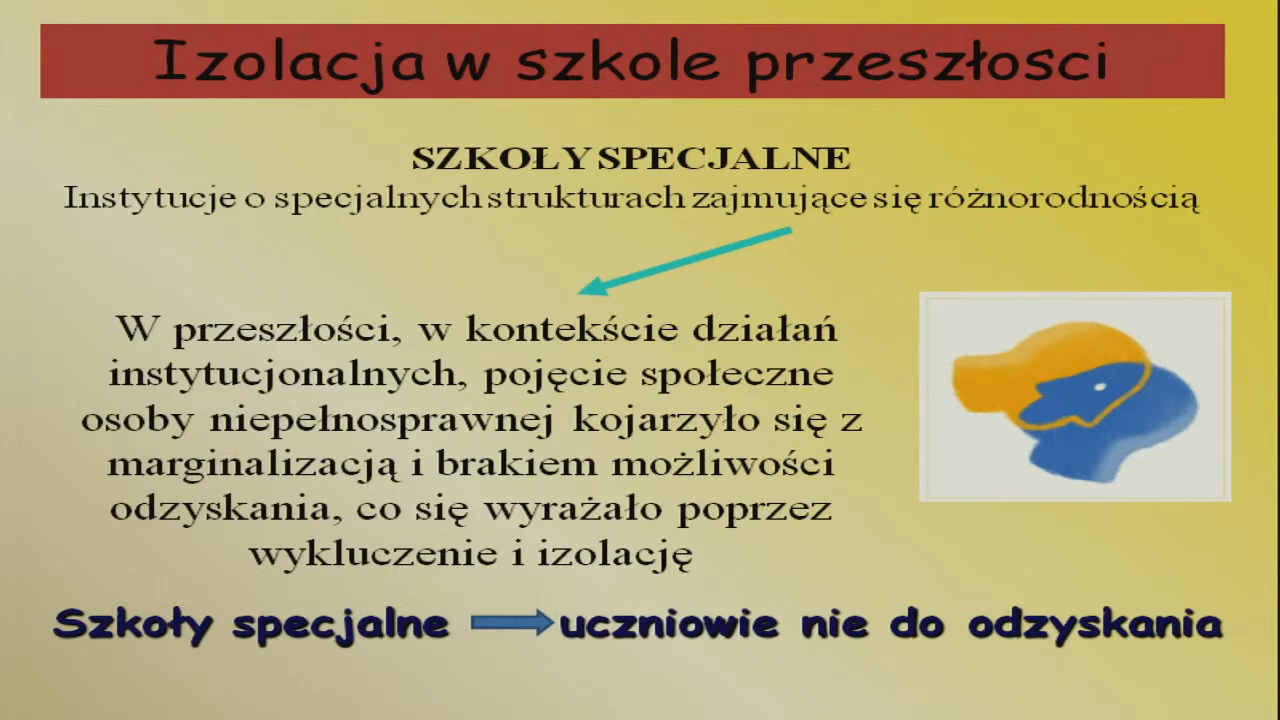 Izolacja w szkole przeszłosci
SZKOŁY SPECJALNE
Instytucje o specjalnych strukturach zajmujące się różnorodnością
W przeszłości, w kontekście działań
instytucjonalnych, pojęcie społeczne
osoby niepełnosprawnej kojarzyło się z
marginalizacją i brakiem możliwości
odzyskania, co się wyrażało poprzez
wykluczenie i izolację
Szkoły specjalne uczniowie nie do odzyskania